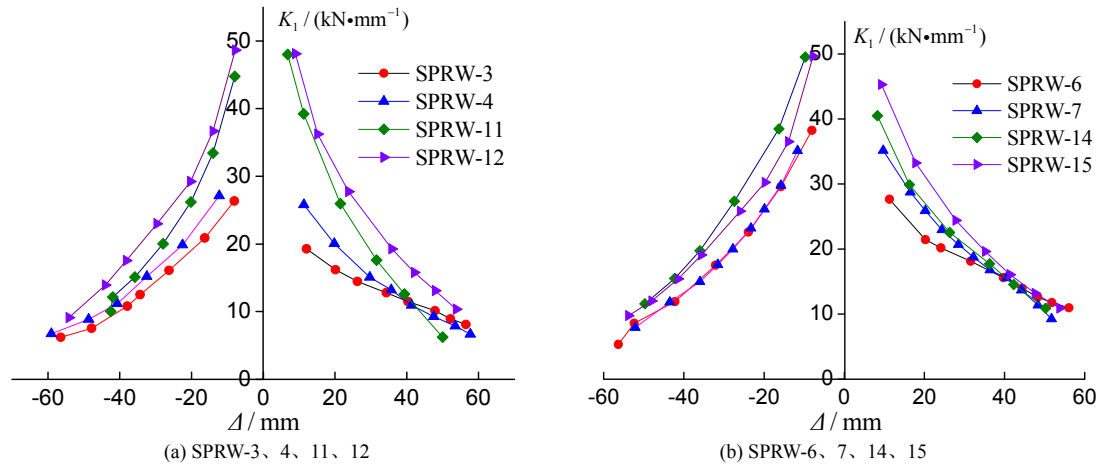 K₁ / (kN•mm⁻¹)
50
40
30
20
10
0
SPRW-3
SPRW-4
SPRW-11
SPRW-12
-60 -40 -20 0 20 40 60
Δ / mm
(a) SPRW-3、4、11、12
K₁ / (kN•mm⁻¹)
50
40
30
20
10
0
SPRW-6
SPRW-7
SPRW-14
SPRW-15
-60 -40 -20 0 20 40 60
Δ / mm
(b) SPRW-6、7、14、15